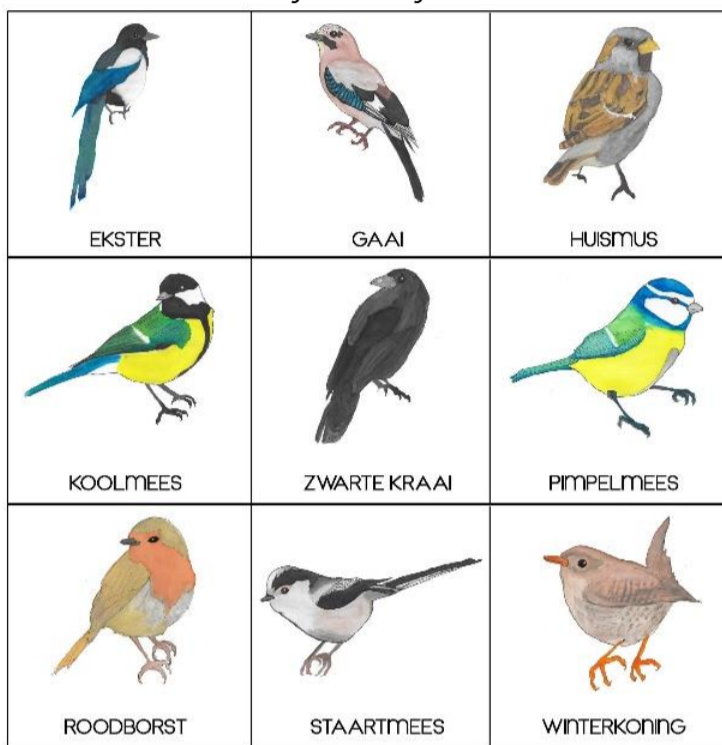 EKSTER
GAAI
HUISMUS
KOOLMEES
ZWARTE KRAAI
PIMPELMEES
ROODBORST
STAARTMEES
WINTERKONING